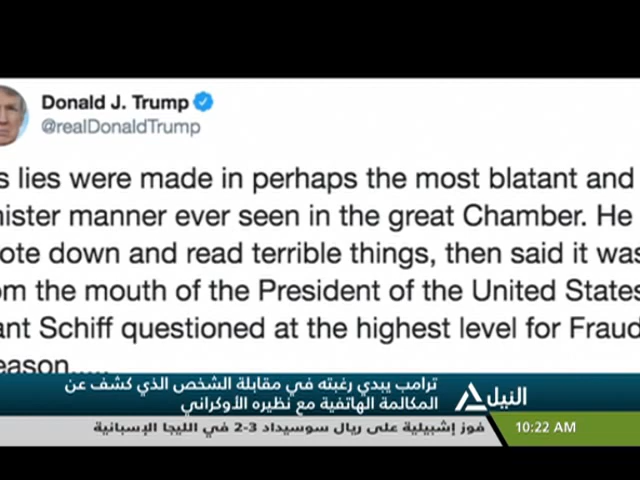 Donald J. Trump
@realDonaldTrump
s lies were made in perhaps the most blatant and
nister manner ever seen in the great Chamber. He
ote down and read terrible things, then said it was
om the mouth of the President of the United States
ant Schiff questioned at the highest level for Fraud
eason.....
ترامب يبدي رغبته في مقابلة الشخص الذي كشف عن
المكالمة الهاتفية مع نظيره الأوكراني
النيل
فوز إشبيلية على ريال سوسيداد 3-2 في الليجا الإسبانية
10:22 AM